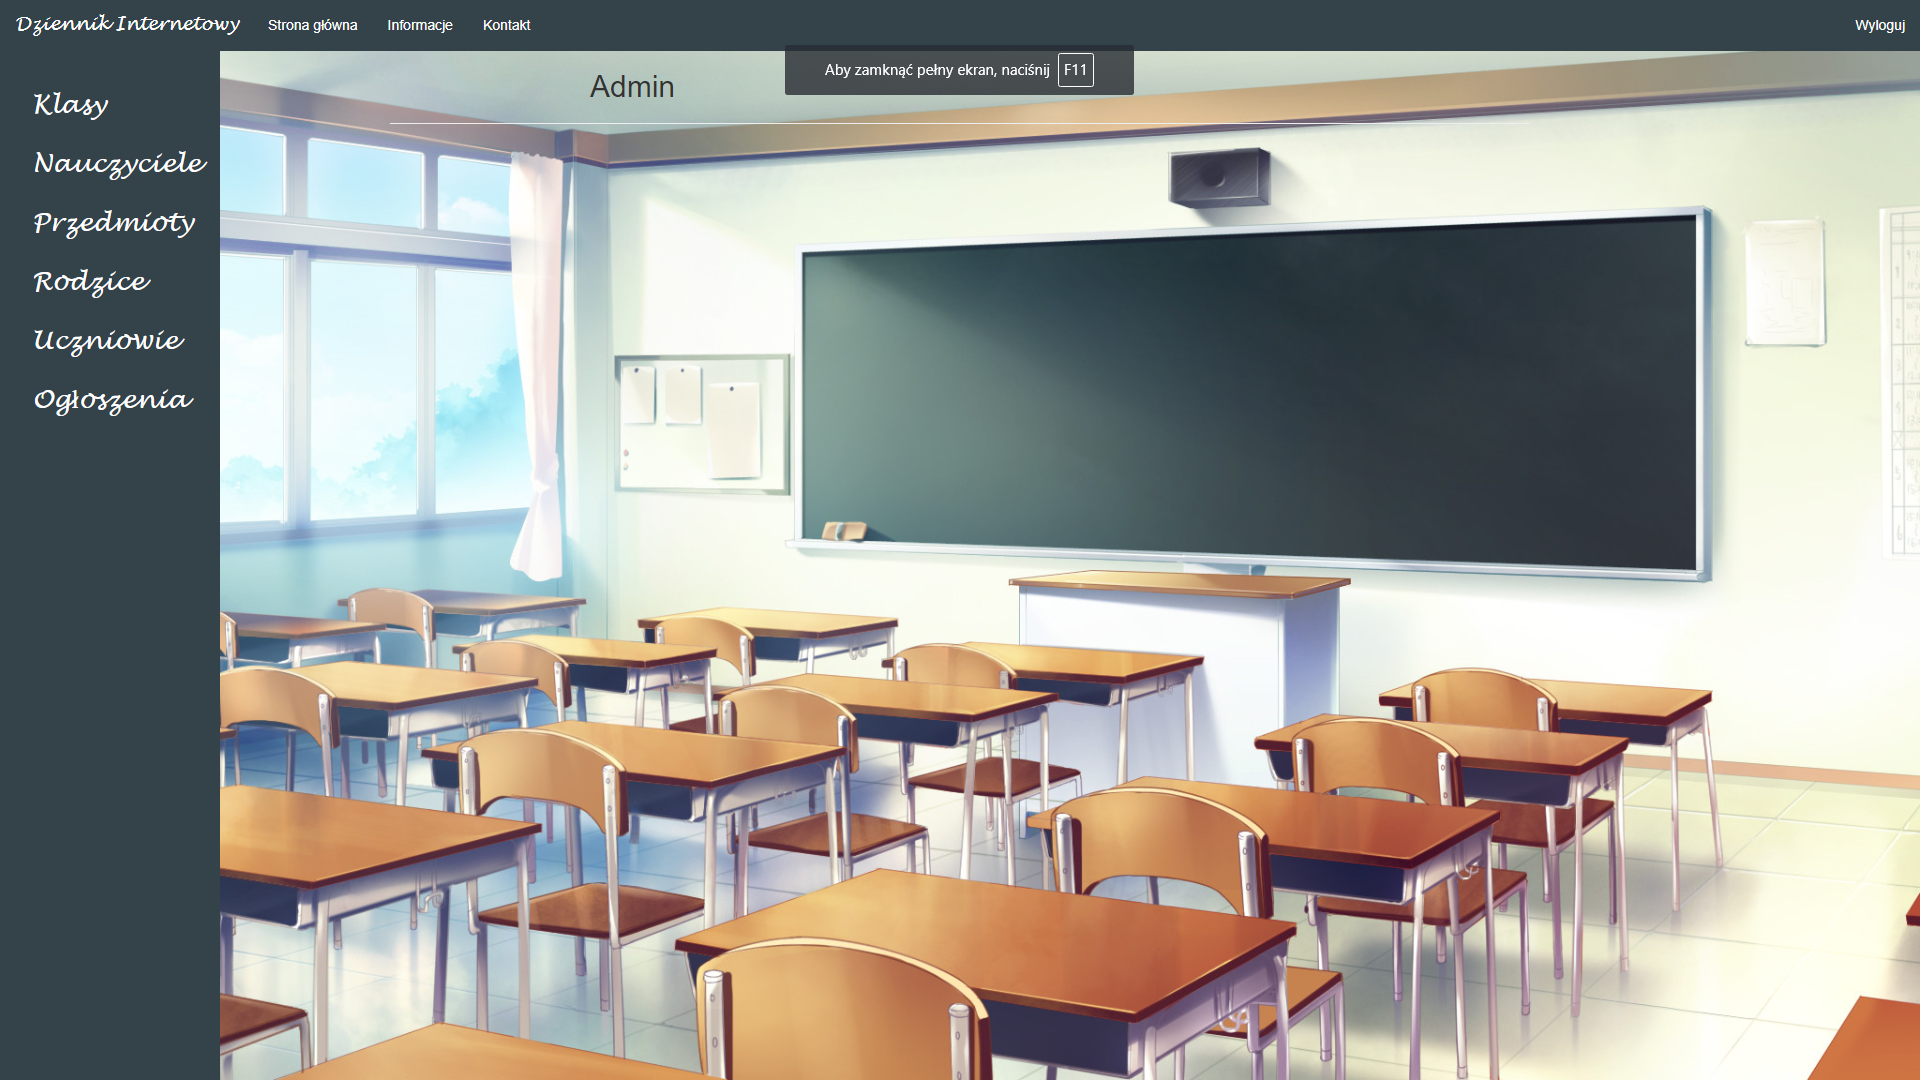 Dziennik Internetowy Strona główna Informacje Kontakt Wyloguj
Aby zamknąć pełny ekran, naciśnij F11
Admin
Klasy
Nauczyciele
Przedmioty
Rodzice
Uczniowie
Ogłoszenia